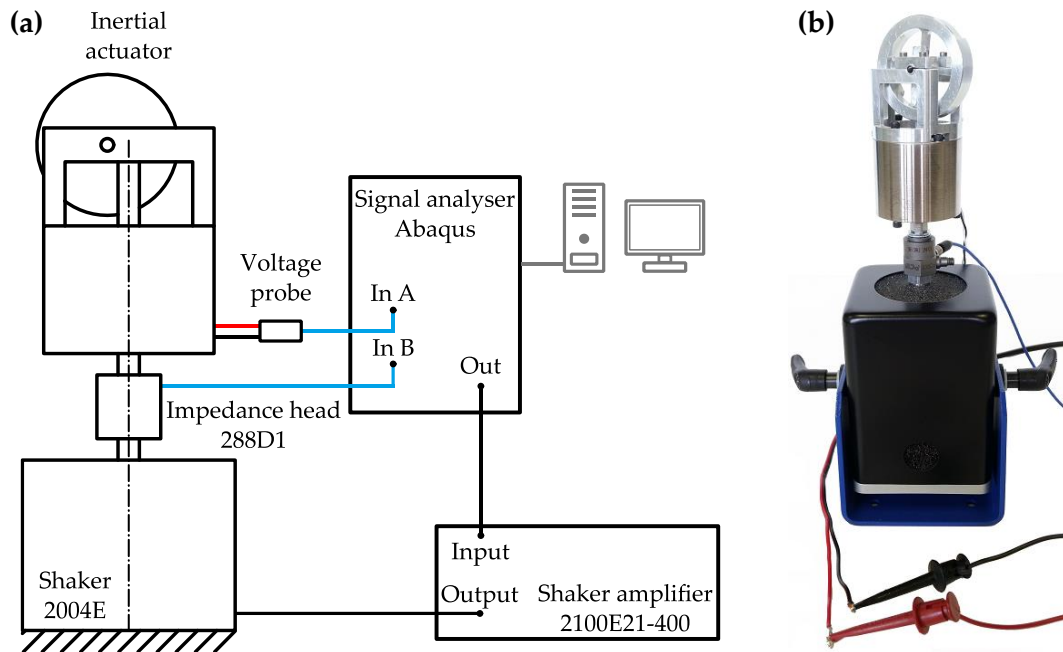 (a)
Inertial
actuator
Signal analyser
Abaqus
Voltage
probe
In A
In B
Out
Impedance head
288D1
Shaker
2004E
Input
Output
Shaker amplifier
2100E21-400
(b)